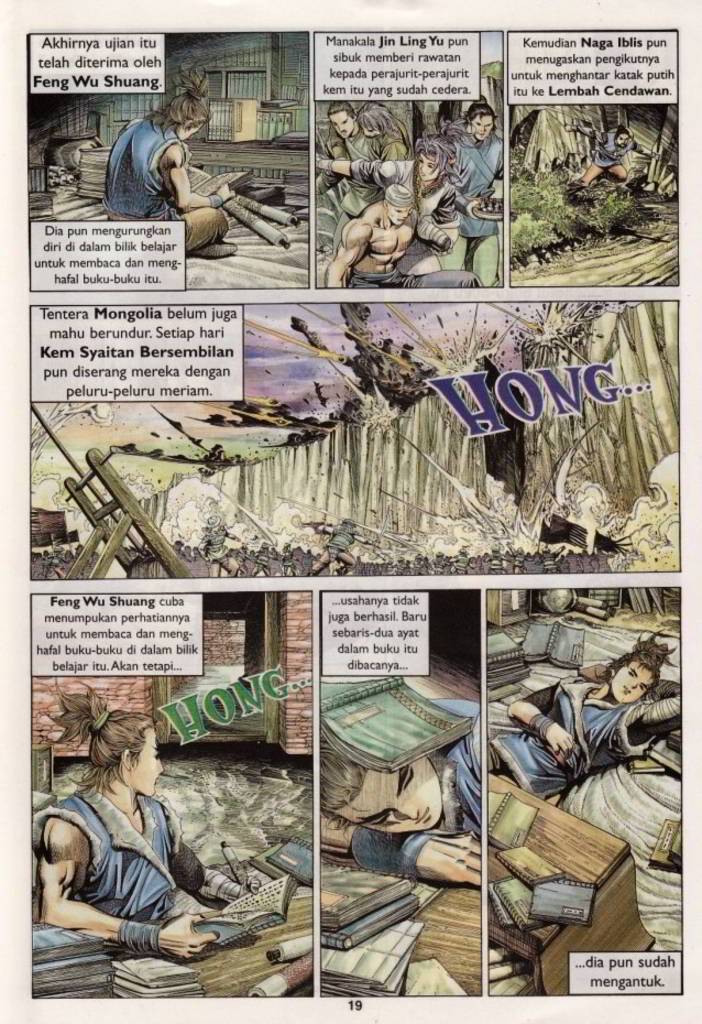 Akhirnya ujian itu
telah diterima oleh
Feng Wu Shuang.
Dia pun mengurungkan
diri di dalam bilik belajar
untuk membaca dan meng-
hafal buku-buku itu.
Manakala Jin Ling Yu pun
sibuk memberi rawatan
kepada perajurit-perajurit
kem itu yang sudah cedera.
Kemudian Naga Iblis pun
menugaskan pengikutnya
untuk menghantar katak putih
itu ke Lembah Cendawan.
Tentera Mongolia belum juga
mahu berundur. Setiap hari
Kem Syaitan Bersembilan
pun diserang mereka dengan
peluru-peluru meriam.
HONG...
Feng Wu Shuang cuba
menumpukan perhatiannya
untuk membaca dan meng-
hafal buku-buku di dalam bilik
belajar itu. Akan tetapi...
HONG...
...usahanya tidak
juga berhasil. Baru
sebaris-dua ayat
dalam buku itu
dibacanya...
...dia pun sudah
mengantuk.
19